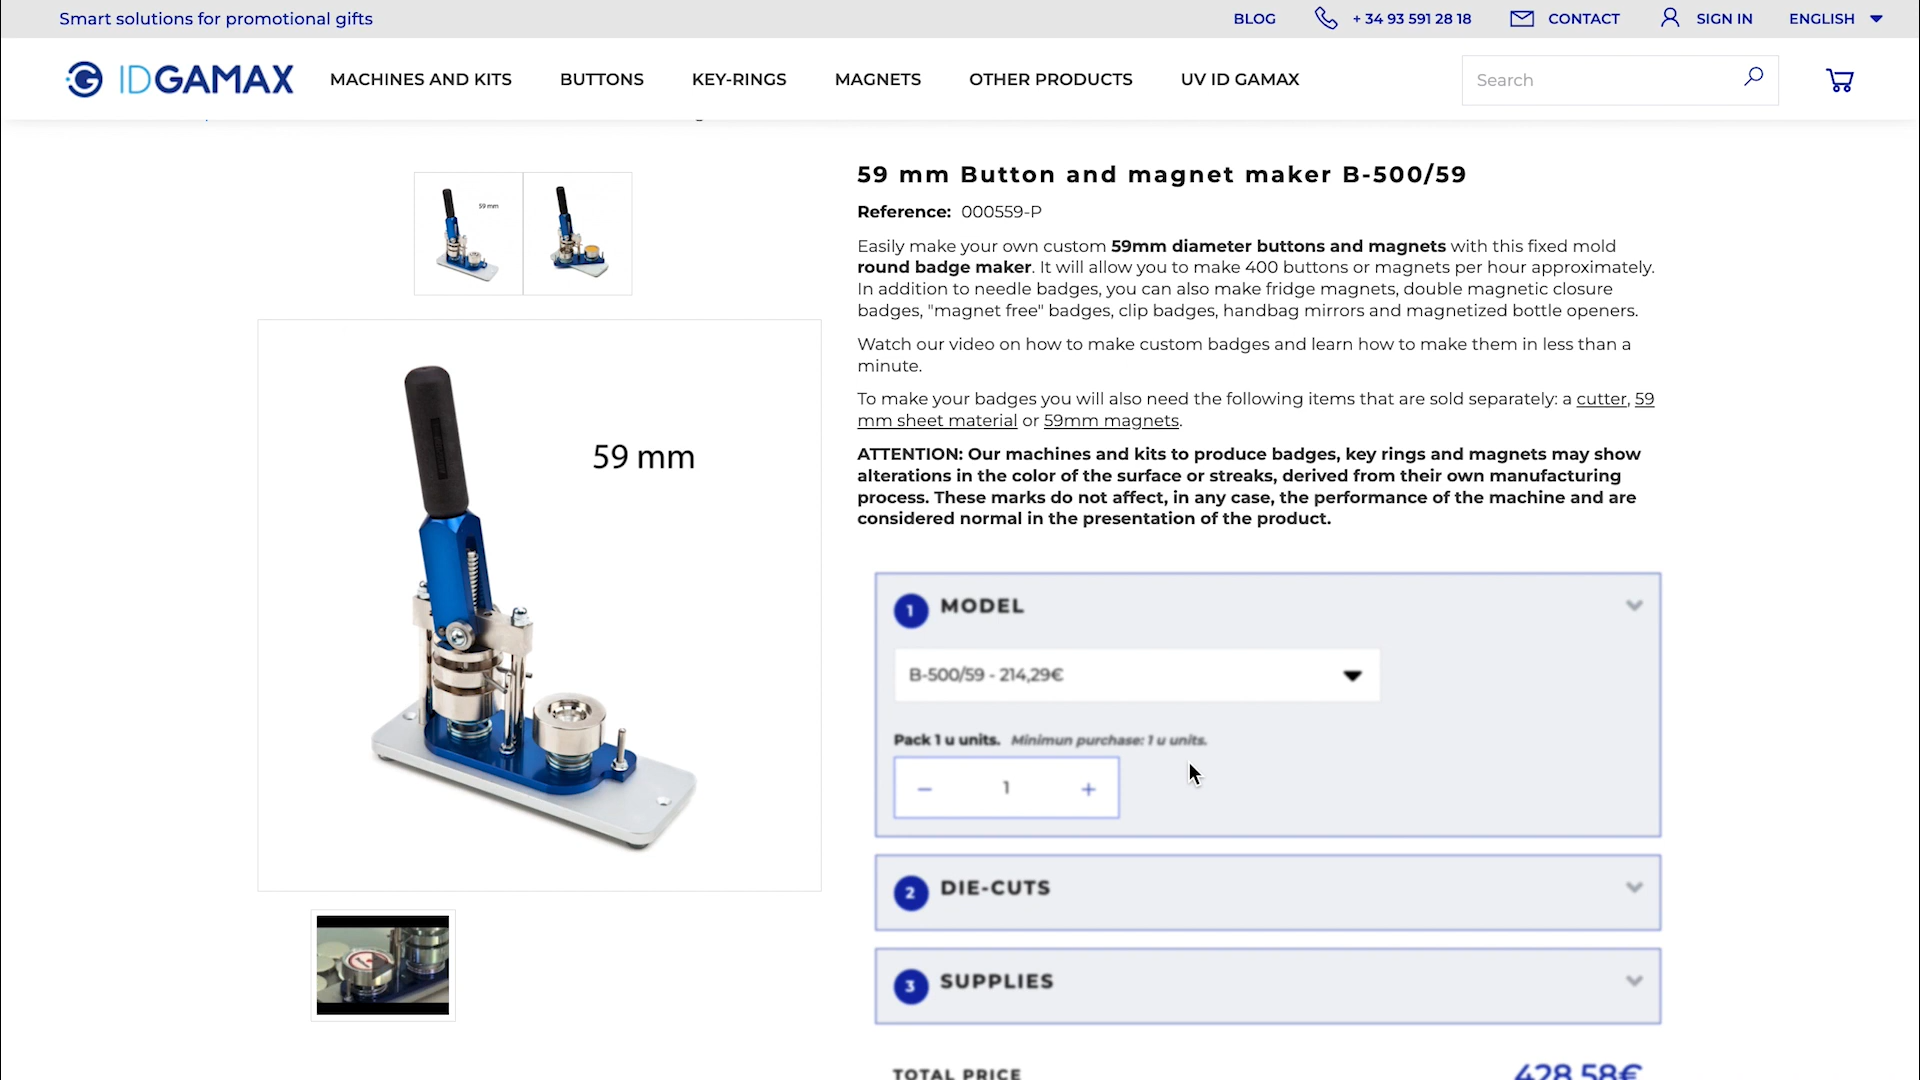 Smart solutions for promotional gifts
BLOG
+ 34 93 591 28 18
CONTACT
SIGN IN
ENGLISH
IDGAMAX
MACHINES AND KITS
BUTTONS
KEY-RINGS
MAGNETS
OTHER PRODUCTS
UV ID GAMAX
Search
59 mm
59 mm
59 mm Button and magnet maker B-500/59
Reference: 000559-P
Easily make your own custom 59mm diameter buttons and magnets with this fixed mold
round badge maker. It will allow you to make 400 buttons or magnets per hour approximately.
In addition to needle badges, you can also make fridge magnets, double magnetic closure
badges, "magnet free" badges, clip badges, handbag mirrors and magnetized bottle openers.
Watch our video on how to make custom badges and learn how to make them in less than a
minute.
To make your badges you will also need the following items that are sold separately: a cutter, 59
mm sheet material or 59mm magnets.
ATTENTION: Our machines and kits to produce badges, key rings and magnets may show
alterations in the color of the surface or streaks, derived from their own manufacturing
process. These marks do not affect, in any case, the performance of the machine and are
considered normal in the presentation of the product.
1 MODEL
B-500/59 - 214,29€
Pack 1 u units. Minimun purchase: 1 u units.
− 1 +
2 DIE-CUTS
3 SUPPLIES
TOTAL PRICE 428,58€